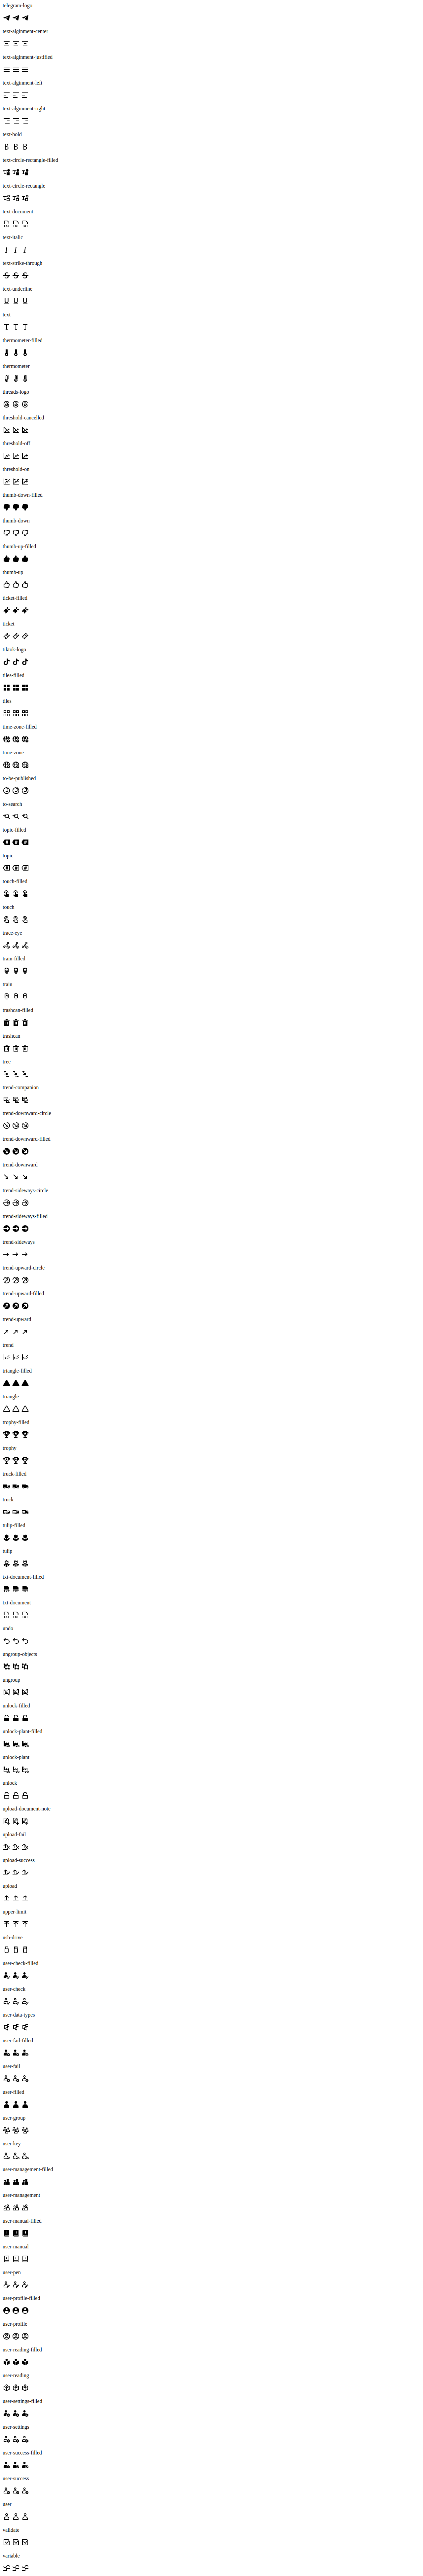 telegram-logo
text-alginment-center
text-alginment-justified
text-alginment-left
text-alginment-right
text-bold
text-circle-rectangle-filled
text-circle-rectangle
text-document
text-italic
text-strike-through
text-underline
text
thermometer-filled
thermometer
threads-logo
threshold-cancelled
threshold-off
threshold-on
thumb-down-filled
thumb-down
thumb-up-filled
thumb-up
ticket-filled
ticket
tiktok-logo
tiles-filled
tiles
time-zone-filled
time-zone
to-be-published
to-search
topic-filled
topic
touch-filled
touch
trace-eye
train-filled
train
trashcan-filled
trashcan
tree
trend-companion
trend-downward-circle
trend-downward-filled
trend-downward
trend-sideways-circle
trend-sideways-filled
trend-sideways
trend-upward-circle
trend-upward-filled
trend-upward
trend
triangle-filled
triangle
trophy-filled
trophy
truck-filled
truck
tulip-filled
tulip
txt-document-filled
txt-document
undo
ungroup-objects
ungroup
unlock-filled
unlock-plant-filled
unlock-plant
unlock
upload-document-note
upload-fail
upload-success
upload
upper-limit
usb-drive
user-check-filled
user-check
user-data-types
user-fail-filled
user-fail
user-filled
user-group
user-key
user-management-filled
user-management
user-manual-filled
user-manual
user-pen
user-profile-filled
user-profile
user-reading-filled
user-reading
user-settings-filled
user-settings
user-success-filled
user-success
user
validate
variable